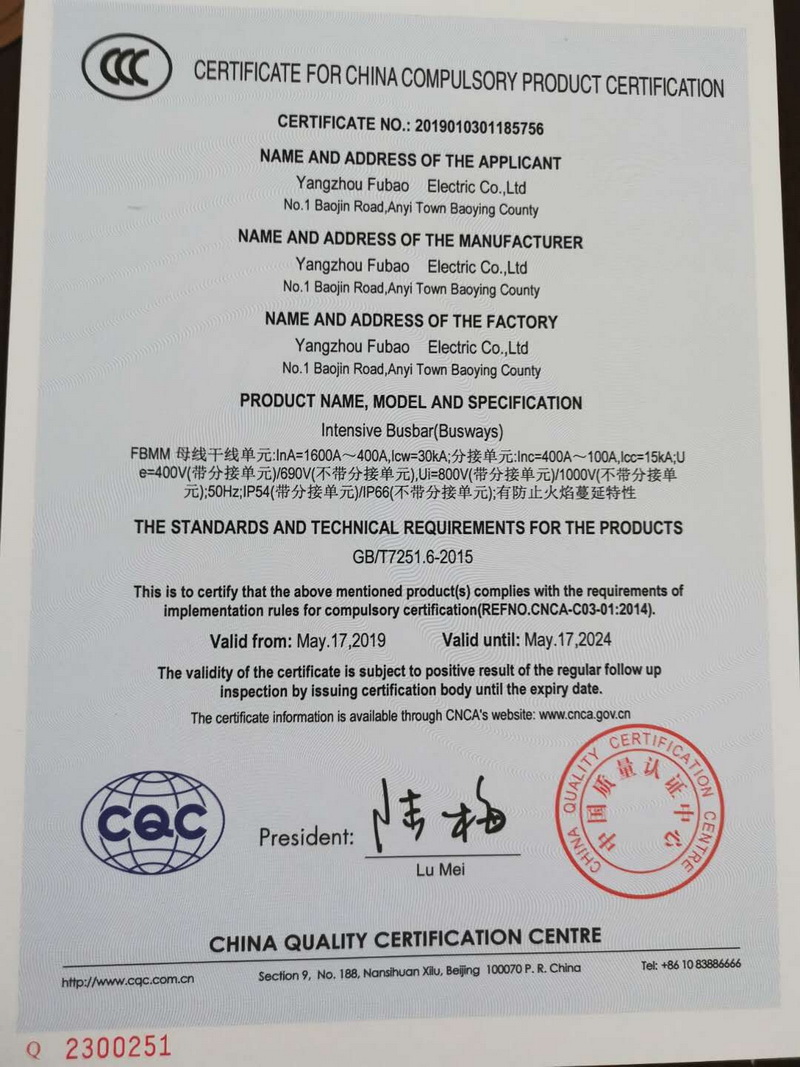 CCC
CERTIFICATE FOR CHINA COMPULSORY PRODUCT CERTIFICATION
CERTIFICATE NO.: 2019010301185756
NAME AND ADDRESS OF THE APPLICANT
Yangzhou Fubao Electric Co.,Ltd
No.1 Baojin Road,Anyi Town Baoying County
NAME AND ADDRESS OF THE MANUFACTURER
Yangzhou Fubao Electric Co.,Ltd
No.1 Baojin Road,Anyi Town Baoying County
NAME AND ADDRESS OF THE FACTORY
Yangzhou Fubao Electric Co.,Ltd
No.1 Baojin Road,Anyi Town Baoying County
PRODUCT NAME, MODEL AND SPECIFICATION
Intensive Busbar(Busways)
FBMM 母线干线单元:InA=1600A～400A,Icw=30kA;分接单元:Inc=400A～100A,Icc=15kA;U
e=400V(带分接单元)/690V(不带分接单元),Ui=800V(带分接单元)/1000V(不带分接单
元);50Hz;IP54(带分接单元)/IP66(不带分接单元);有防止火焰蔓延特性
THE STANDARDS AND TECHNICAL REQUIREMENTS FOR THE PRODUCTS
GB/T7251.6-2015
This is to certify that the above mentioned product(s) complies with the requirements of
implementation rules for compulsory certification(REFNO.CNCA-C03-01:2014).
Valid from: May.17,2019 Valid until: May.17,2024
The validity of the certificate is subject to positive result of the regular follow up
inspection by issuing certification body until the expiry date.
The certificate information is available through CNCA's website: www.cnca.gov.cn
CHINA QUALITY CERTIFICATION CENTRE
中国质量认证中心
CQC
President: 陆梅
Lu Mei
CHINA QUALITY CERTIFICATION CENTRE
http://www.cqc.com.cn Section 9, No. 188, Nansihuan Xilu, Beijing 100070 P. R. China Tel: +86 10 83886666
Q 2300251